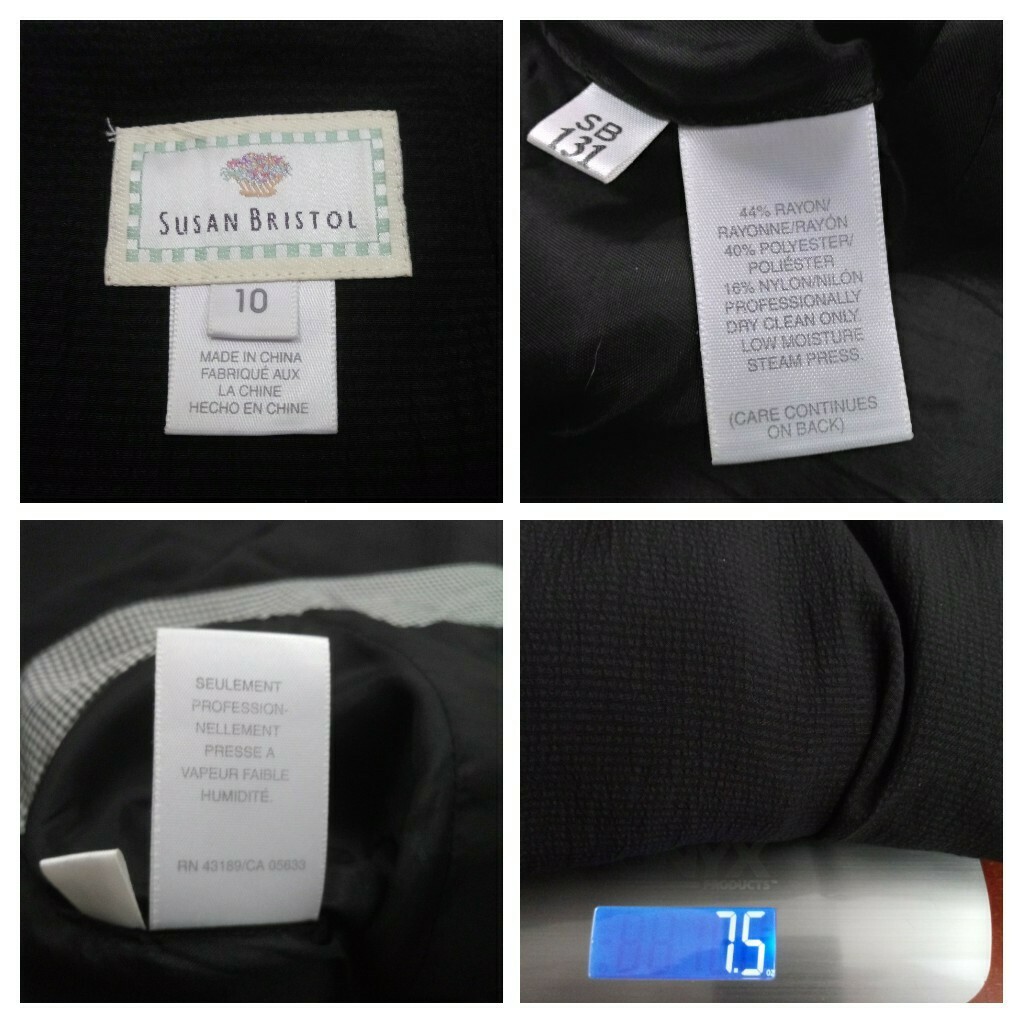 SUSAN BRISTOL
10
MADE IN CHINA
FABRIQUÉ AUX
LA CHINE
HECHO EN CHINE
SB
131
44% RAYON/
RAYONNE/RAYÓN
40% POLYESTER/
POLIÉSTER
16% NYLON/NILÓN
PROFESSIONALLY
DRY CLEAN ONLY.
LOW MOISTURE
STEAM PRESS.
(CARE CONTINUES
ON BACK)
SEULEMENT
PROFESSION-
NELLEMENT
PRESSE A
VAPEUR FAIBLE
HUMIDITÉ.
RN 43189/CA 05633
PRODUCTS™
7.5 oz